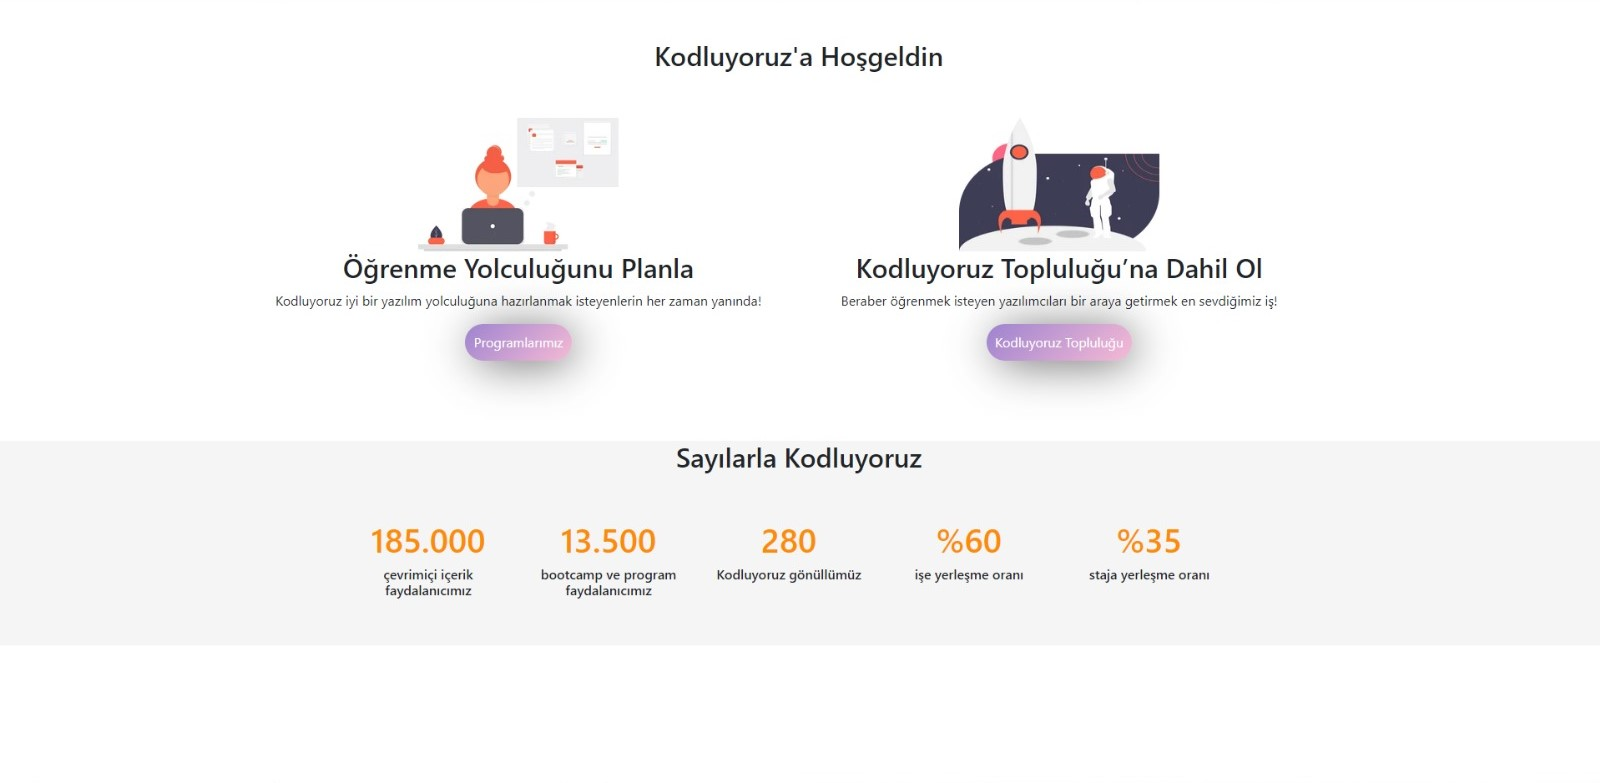 Kodluyoruz'a Hoşgeldin
Öğrenme Yolculuğunu Planla
Kodluyoruz iyi bir yazılım yolculuğuna hazırlanmak isteyenlerin her zaman yanında!
Programlarımız
Kodluyoruz Topluluğu’na Dahil Ol
Beraber öğrenmek isteyen yazılımcıları bir araya getirmek en sevdiğimiz iş!
Kodluyoruz Topluluğu
Sayılarla Kodluyoruz
185.000
çevrimiçi içerik
faydalanıcımız
13.500
bootcamp ve program
faydalanıcımız
280
Kodluyoruz gönüllümüz
%60
işe yerleşme oranı
%35
staja yerleşme oranı